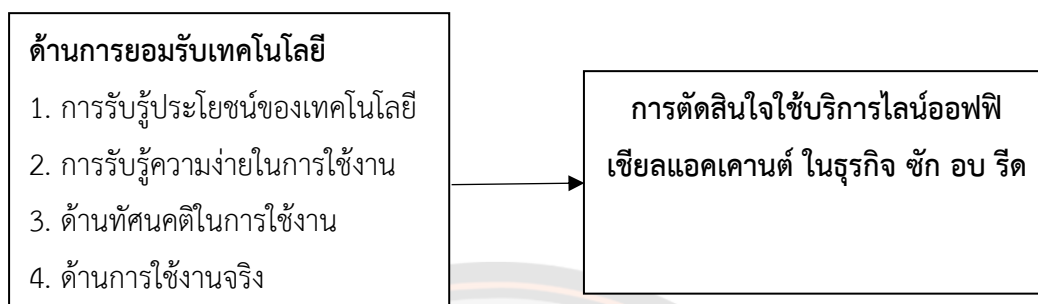 ด้านการยอมรับเทคโนโลยี
1. การรับรู้ประโยชน์ของเทคโนโลยี
2. การรับรู้ความง่ายในการใช้งาน
3. ด้านทัศนคติในการใช้งาน
4. ด้านการใช้งานจริง
การตัดสินใจใช้บริการไลน์ออฟฟิ
เชียลแอคเคานต์ ในธุรกิจ ซัก อบ รีด